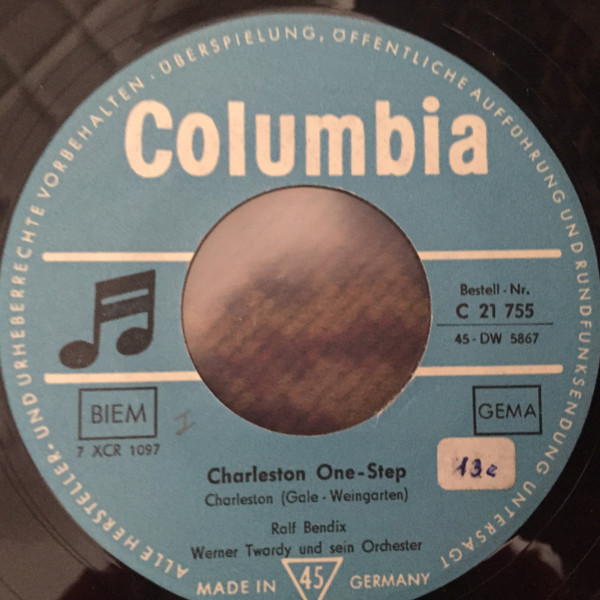 ALLE HERSTELLER- UND URHEBERRECHTE VORBEHALTEN · ÜBERSPIELUNG, ÖFFENTLICHE AUFFÜHRUNG UND RUNDFUNKSENDUNG UNTERSAGT
Columbia
Bestell-Nr.
C 21 755
45-DW 5867
BIEM
GEMA
7 XCR 1097
I
13e
Charleston One-Step
Charleston (Gale-Weingarten)
Ralf Bendix
Werner Twardy und sein Orchester
MADE IN 45 GERMANY